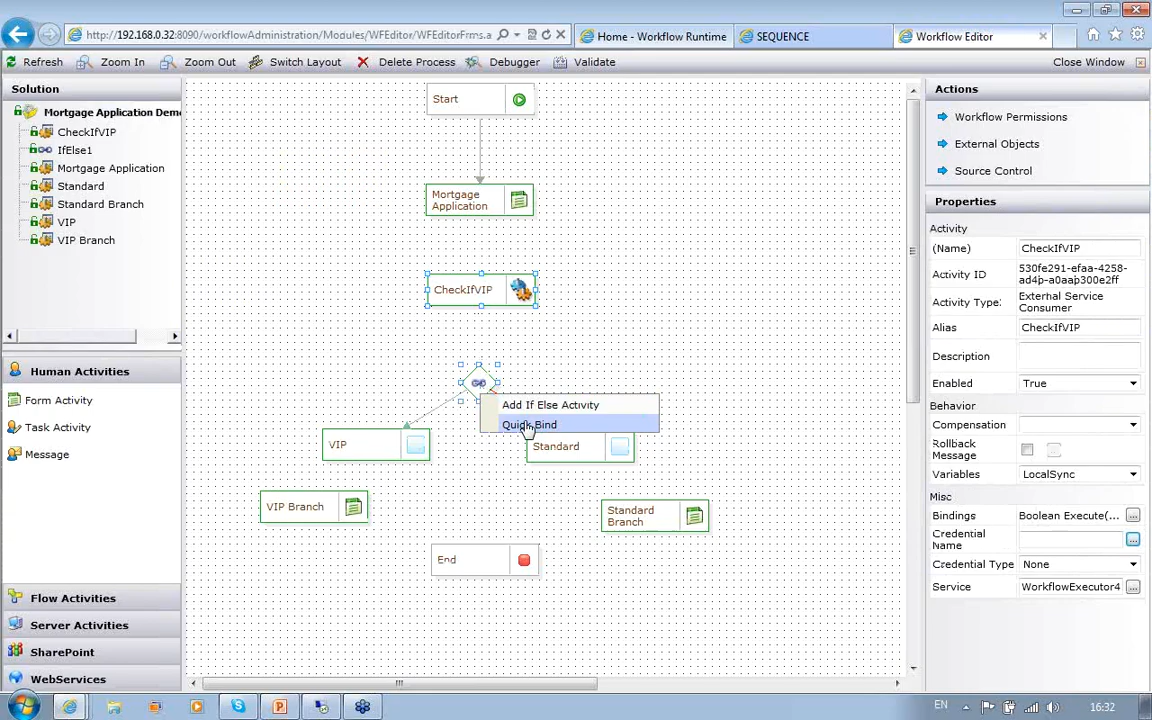 http://192.168.0.32:8090/workflowAdministration/Modules/WFEditor/WFEditorFrms.a
Home - Workflow Runtime
SEQUENCE
Workflow Editor
Refresh
Zoom In
Zoom Out
Switch Layout
Delete Process
Debugger
Validate
Close Window
Solution
Mortgage Application Demo
CheckIfVIP
IfElse1
Mortgage Application
Standard
Standard Branch
VIP
VIP Branch
Human Activities
Form Activity
Task Activity
Message
Flow Activities
Server Activities
SharePoint
WebServices
Start
Mortgage
Application
CheckIfVIP
Add If Else Activity
Quick Bind
VIP
Standard
VIP Branch
Standard
Branch
End
Actions
Workflow Permissions
External Objects
Source Control
Properties
Activity
(Name) CheckIfVIP
Activity ID 530fe291-efaa-4258-
ad4b-a0aab300e2ff
Activity Type: External Service
Consumer
Alias CheckIfVIP
Description
Enabled True
Behavior
Compensation
Rollback
Message
Variables LocalSync
Misc
Bindings Boolean Execute(...
Credential
Name
Credential Type None
Service WorkflowExecutor4
EN 16:32